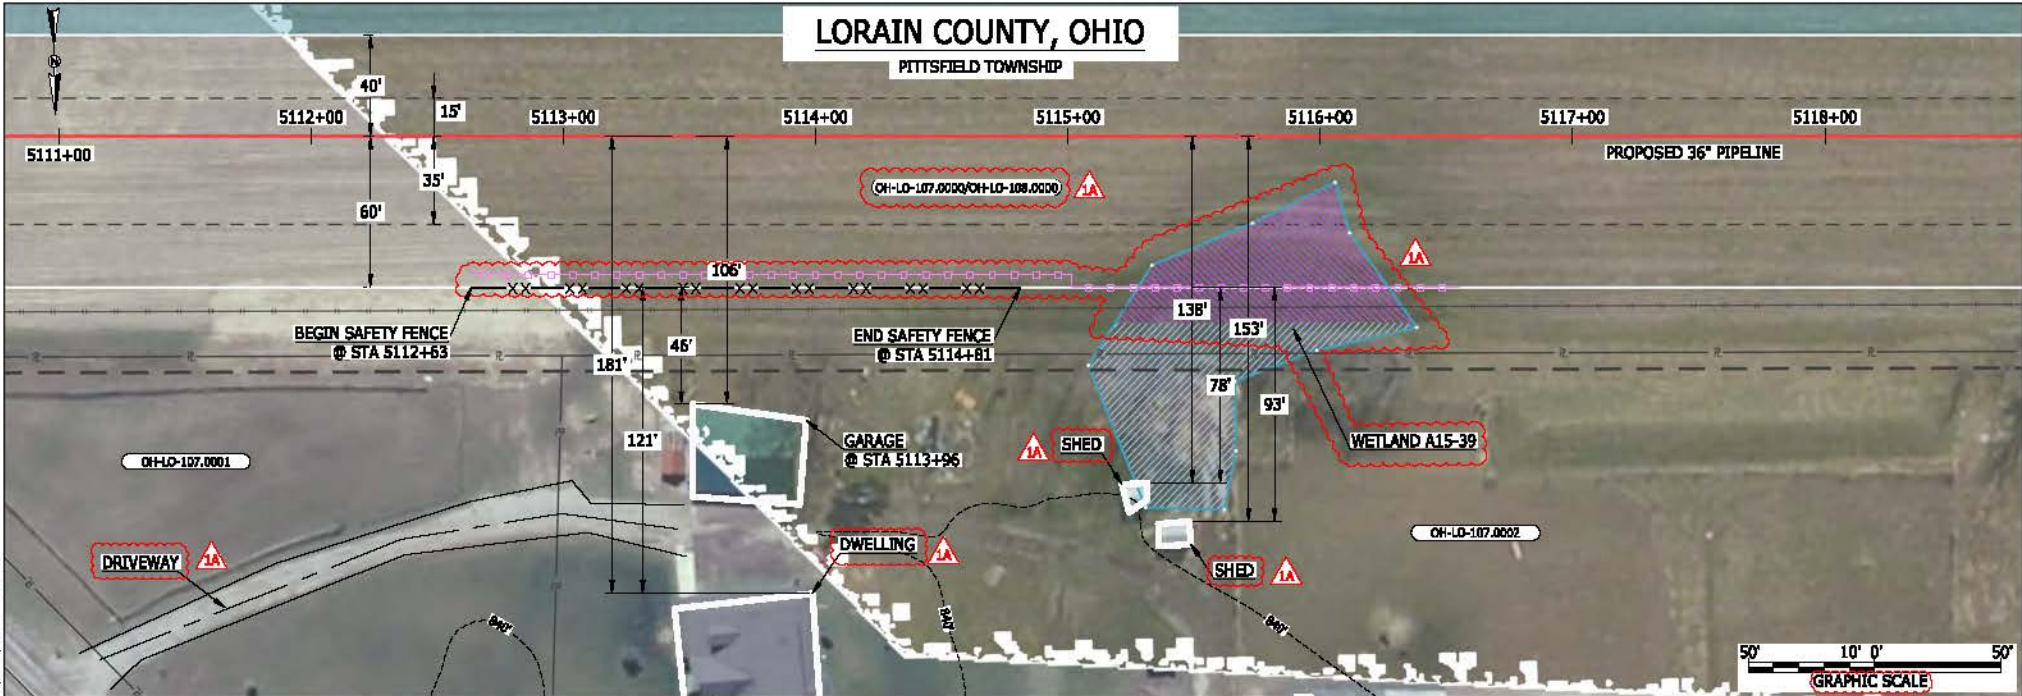 LORAIN COUNTY, OHIO
PITTSFIELD TOWNSHIP
N
40'
15'
5111+00
5112+00
5113+00
5114+00
5115+00
5116+00
5117+00
5118+00
PROPOSED 36" PIPELINE
35'
60'
OH-LO-107.0000/OH-LO-108.0000
1A
1A
106'
BEGIN SAFETY FENCE
@ STA 5112+63
END SAFETY FENCE
@ STA 5114+81
138'
153'
46'
181'
78'
93'
121'
GARAGE
@ STA 5113+96
1A
SHED
WETLAND A15-39
OH-LO-107.0001
OH-LO-107.0002
DRIVEWAY
1A
DWELLING
1A
SHED
1A
840'
840'
840'
50'
10'
0'
50'
GRAPHIC SCALE